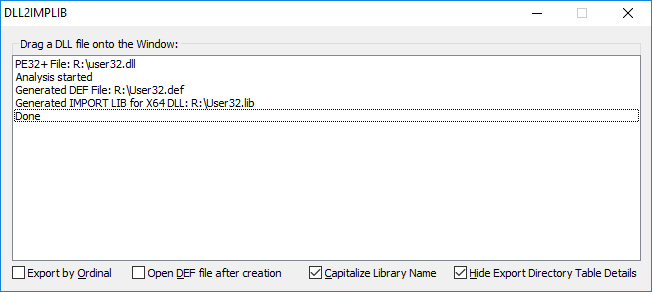 DLL2IMPLIB
Drag a DLL file onto the Window:
PE32+ File: R:\user32.dll
Analysis started
Generated DEF File: R:\User32.def
Generated IMPORT LIB for X64 DLL: R:\User32.lib
Done
Export by Ordinal Open DEF file after creation Capitalize Library Name Hide Export Directory Table Details